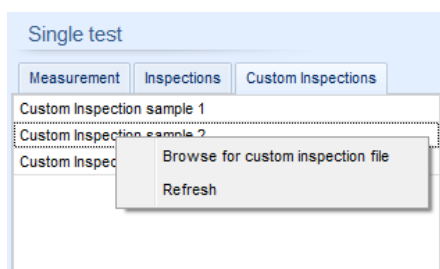 Single test
Measurement Inspections Custom Inspections
Custom Inspection sample 1
Custom Inspection sample 2
Custom Inspec
Browse for custom inspection file
Refresh